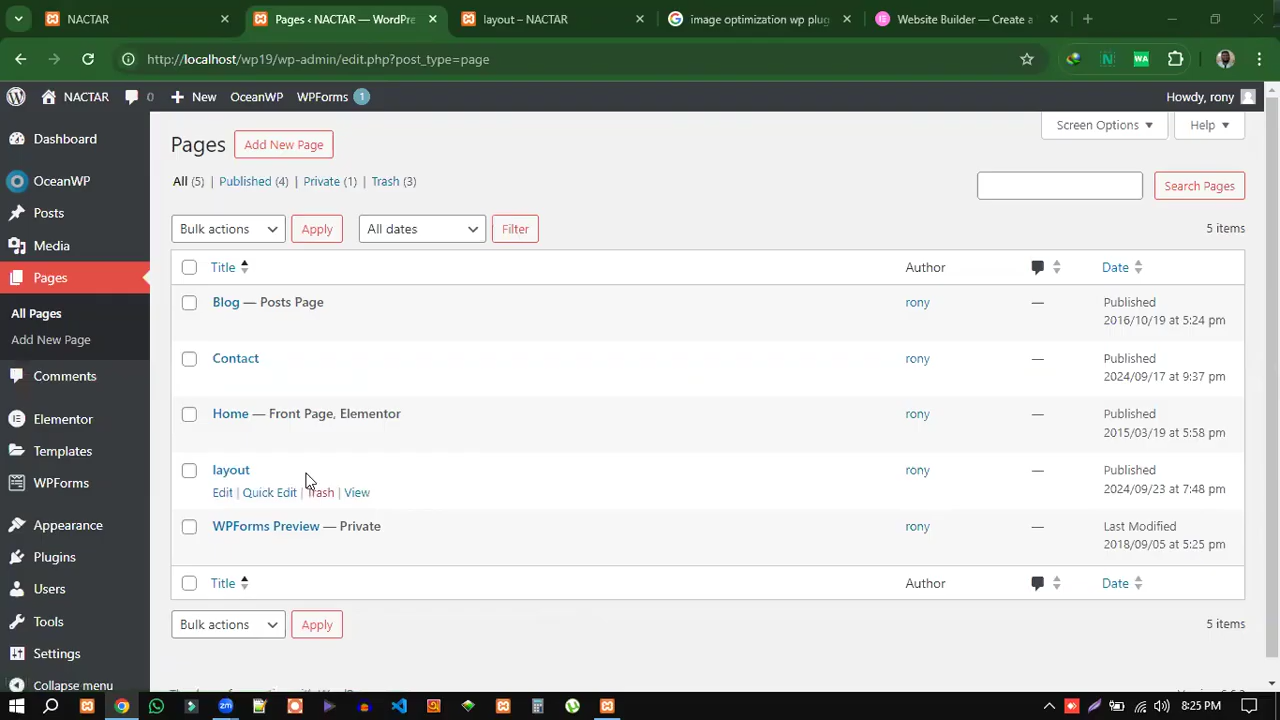 NACTAR
Pages ‹ NACTAR — WordPre
layout – NACTAR
image optimization wp plug
Website Builder — Create a
http://localhost/wp19/wp-admin/edit.php?post_type=page
N
WA
NACTAR
0
New
OceanWP
WPForms 1
Howdy, rony
Dashboard
OceanWP
Posts
Media
Pages
All Pages
Add New Page
Comments
Elementor
Templates
WPForms
Appearance
Plugins
Users
Tools
Settings
Collapse menu
Screen Options
Help
Pages
Add New Page
All (5) | Published (4) | Private (1) | Trash (3)
Search Pages
Bulk actions
Apply
All dates
Filter
5 items
Title
Author
Date
Blog — Posts Page
rony
—
Published
2016/10/19 at 5:24 pm
Contact
rony
—
Published
2024/09/17 at 9:37 pm
Home — Front Page, Elementor
rony
—
Published
2015/03/19 at 5:58 pm
layout
Edit | Quick Edit | Trash | View
rony
—
Published
2024/09/23 at 7:48 pm
WPForms Preview — Private
rony
—
Last Modified
2018/09/05 at 5:25 pm
Title
Author
Date
Bulk actions
Apply
5 items
8:25 PM